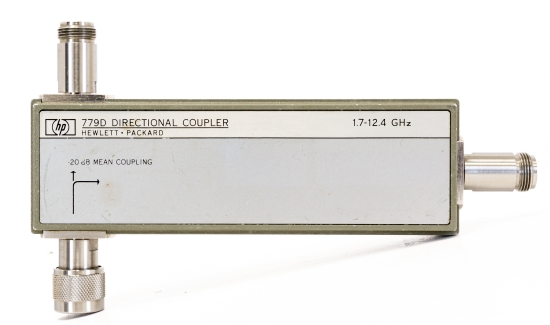 hp 779D DIRECTIONAL COUPLER 1.7-12.4 GHz
HEWLETT • PACKARD
-20 dB MEAN COUPLING